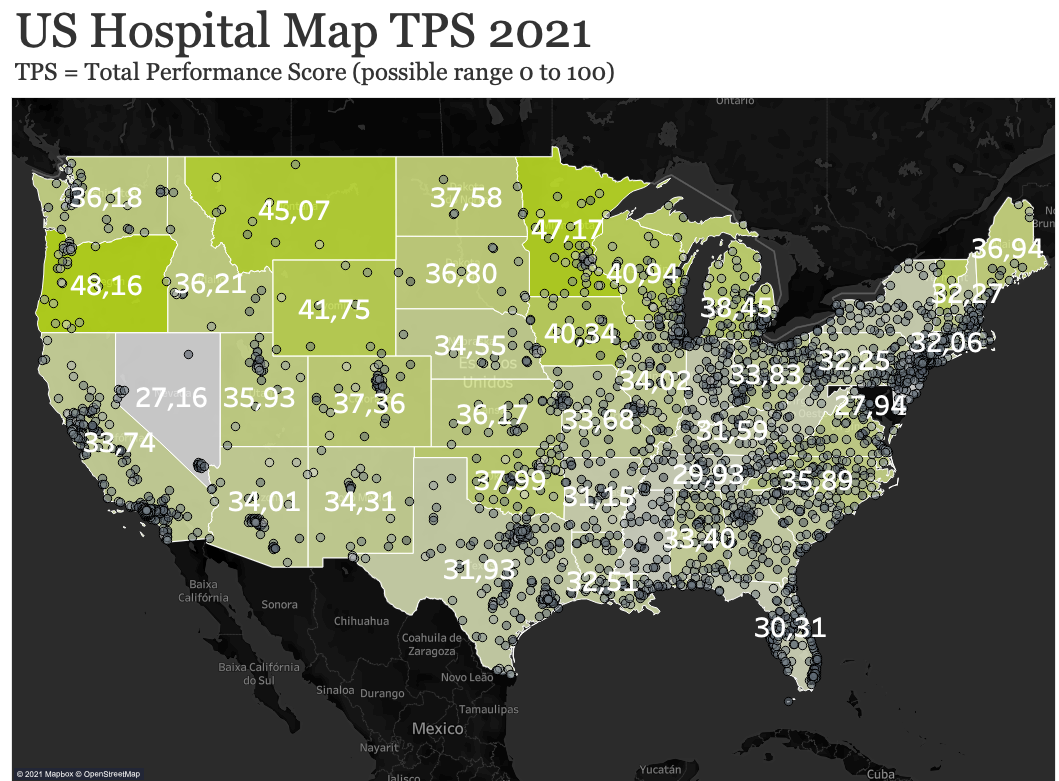 US Hospital Map TPS 2021
TPS = Total Performance Score (possible range 0 to 100)
Ontario
36,18
45,07
37,58
47,17
36,94
48,16
36,21
36,80
40,94
32,27
41,75
38,45
40,34
34,55
32,06
32,25
Estados
Unidos
27,16
35,93
37,36
34,02
33,83
27,94
36,17
33,68
31,59
33,74
37,99
29,93
35,89
34,01
34,31
31,15
33,40
31,93
32,51
30,31
Baixa
Califórnia
Sonora
Chihuahua
Coahuila de
Zaragoza
Baixa Califórnia
do Sul
Novo Leão
Sinaloa
Durango
Tamaulipas
Mexico
Nayarit
Jalisco
Yucatán
Cuba
© 2021 Mapbox © OpenStreetMap